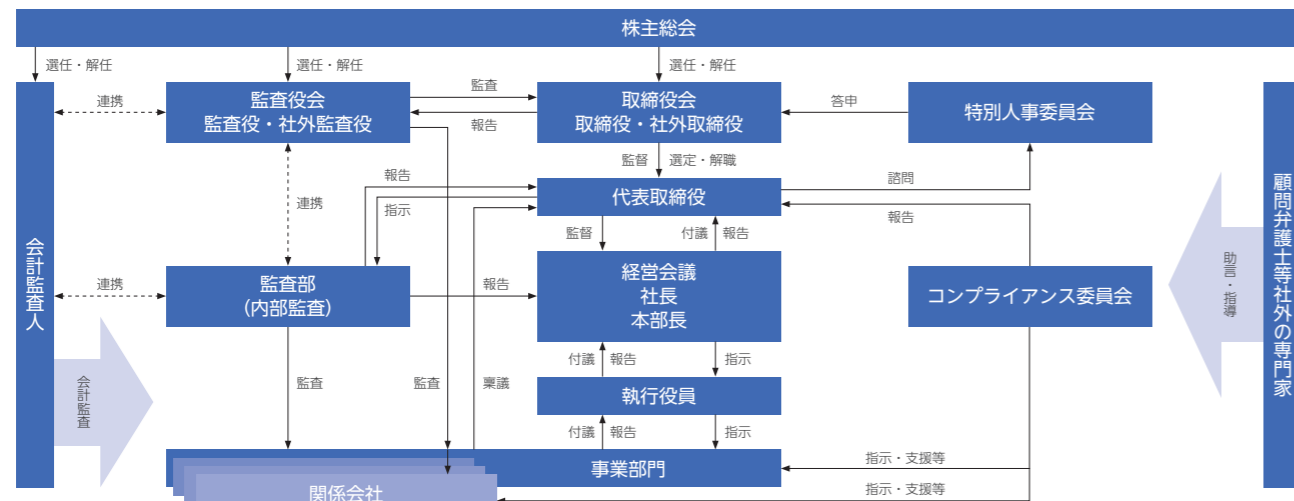 株主総会
選任・解任
選任・解任
選任・解任
会計監査人
連携
監査役会
監査役・社外監査役
監査
報告
取締役会
取締役・社外取締役
答申
特別人事委員会
顧問弁護士等社外の専門家
監督
選定・解職
連携
報告
指示
代表取締役
諮問
報告
監督
付議
報告
連携
監査部
(内部監査)
報告
経営会議
社長
本部長
コンプライアンス委員会
助言・指導
会計監査
監査
監査
稟議
付議
報告
指示
執行役員
付議
報告
指示
事業部門
指示・支援等
関係会社
指示・支援等